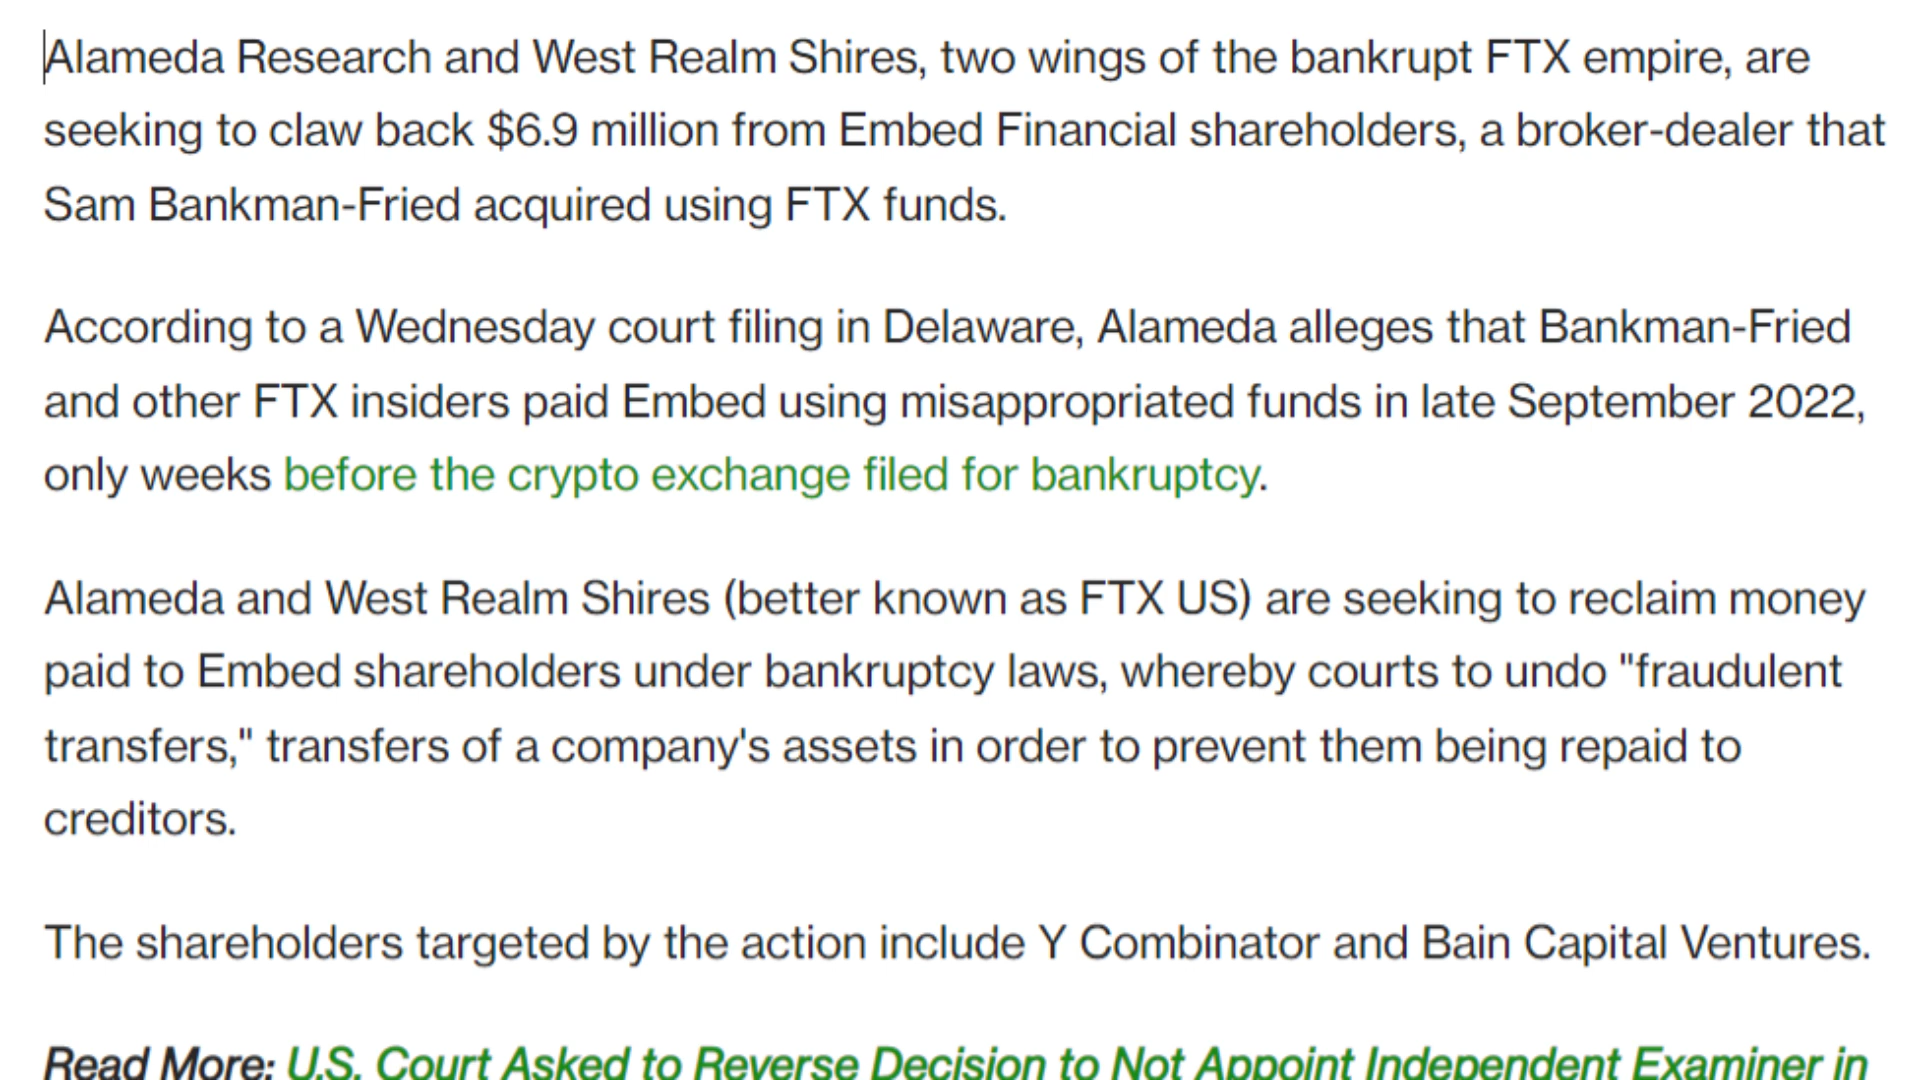 Alameda Research and West Realm Shires, two wings of the bankrupt FTX empire, are
seeking to claw back $6.9 million from Embed Financial shareholders, a broker-dealer that
Sam Bankman-Fried acquired using FTX funds.
According to a Wednesday court filing in Delaware, Alameda alleges that Bankman-Fried
and other FTX insiders paid Embed using misappropriated funds in late September 2022,
only weeks before the crypto exchange filed for bankruptcy.
Alameda and West Realm Shires (better known as FTX US) are seeking to reclaim money
paid to Embed shareholders under bankruptcy laws, whereby courts to undo "fraudulent
transfers," transfers of a company's assets in order to prevent them being repaid to
creditors.
The shareholders targeted by the action include Y Combinator and Bain Capital Ventures.
Read More: U.S. Court Asked to Reverse Decision to Not Appoint Independent Examiner in